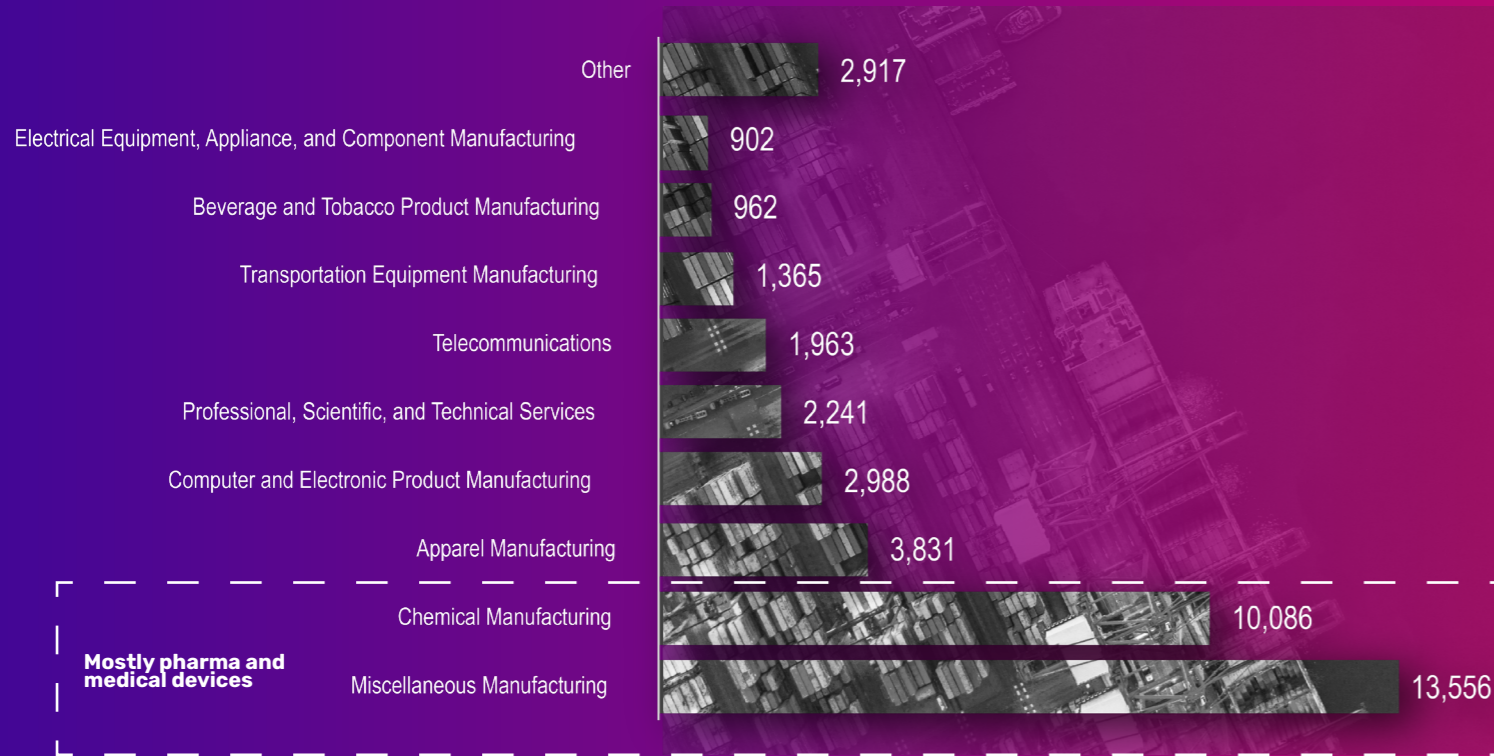 Other 2,917
Electrical Equipment, Appliance, and Component Manufacturing 902
Beverage and Tobacco Product Manufacturing 962
Transportation Equipment Manufacturing 1,365
Telecommunications 1,963
Professional, Scientific, and Technical Services 2,241
Computer and Electronic Product Manufacturing 2,988
Apparel Manufacturing 3,831
Chemical Manufacturing 10,086
Mostly pharma and
medical devices
Miscellaneous Manufacturing 13,556